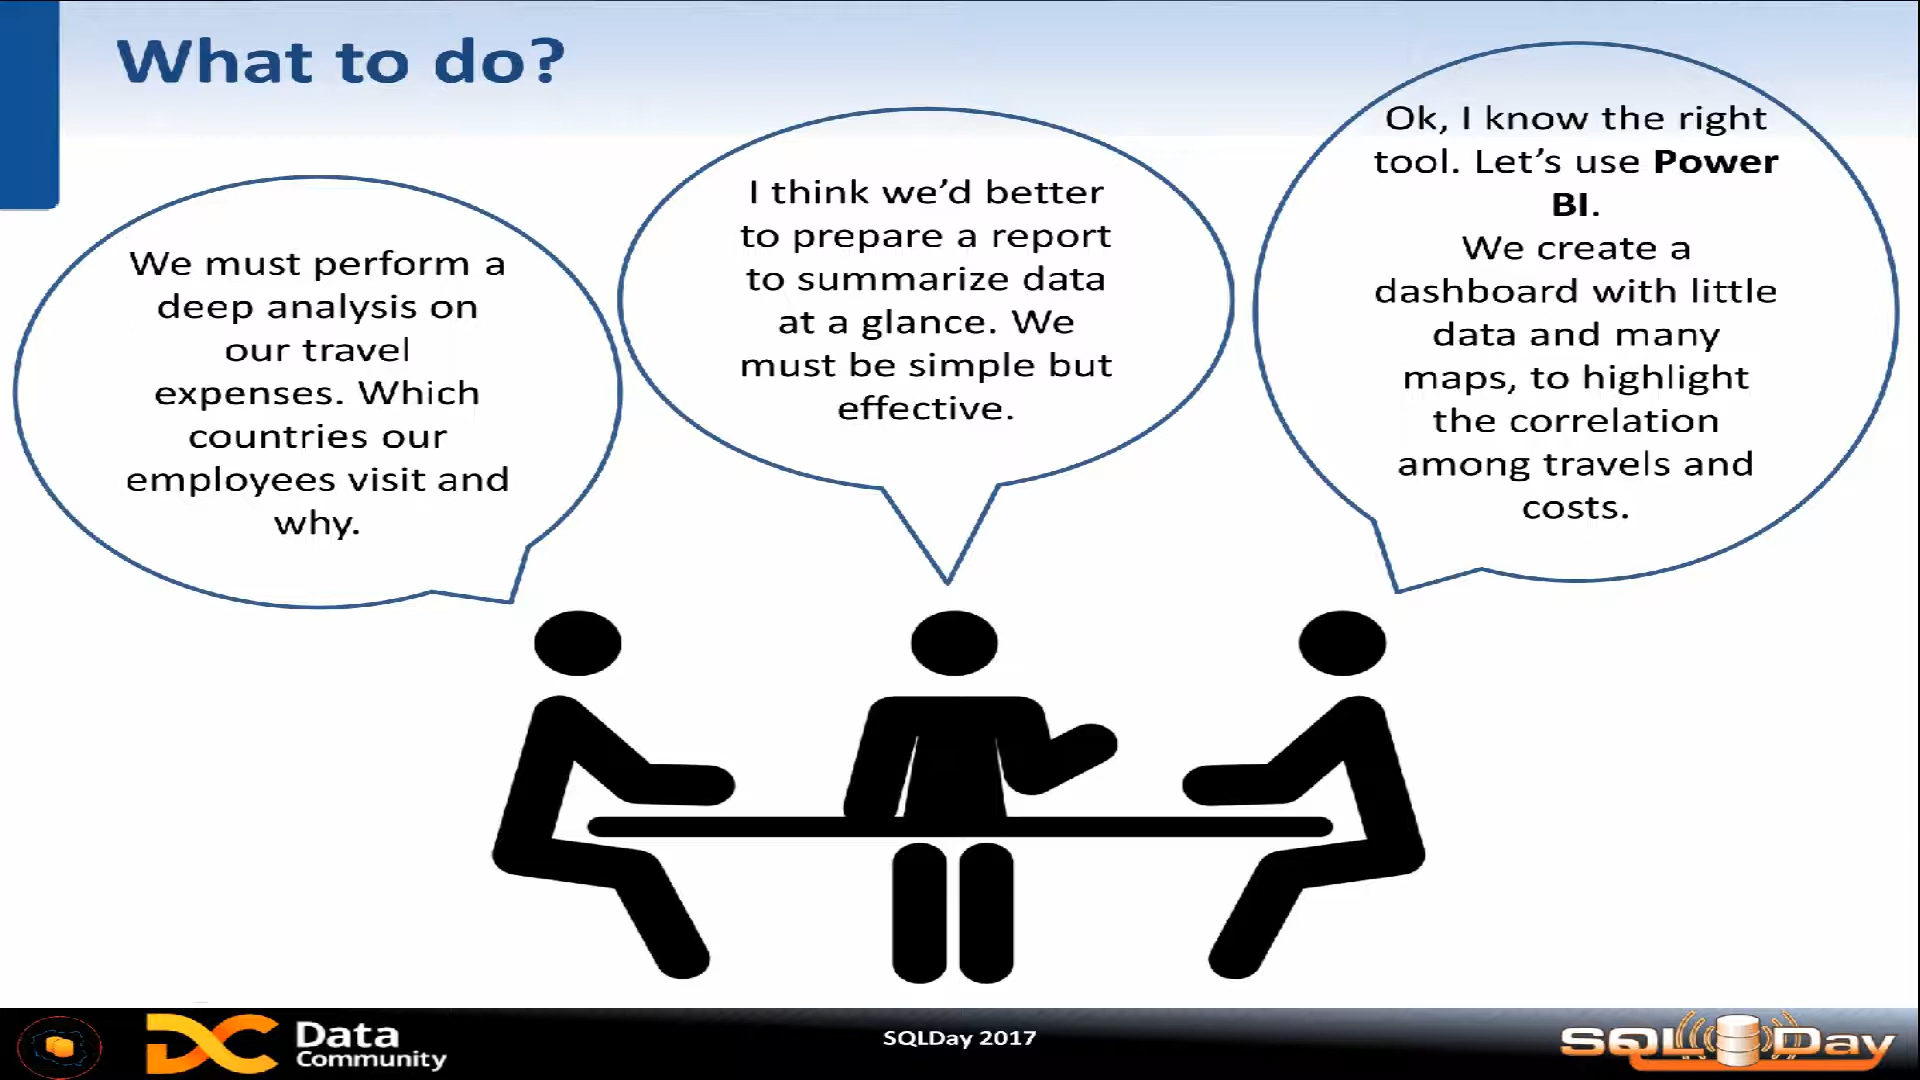 What to do?
We must perform a
deep analysis on
our travel
expenses. Which
countries our
employees visit and
why.
I think we’d better
to prepare a report
to summarize data
at a glance. We
must be simple but
effective.
Ok, I know the right
tool. Let’s use Power
BI.
We create a
dashboard with little
data and many
maps, to highlight
the correlation
among travels and
costs.
DC Data
Community
SQLDay 2017
SQL Day